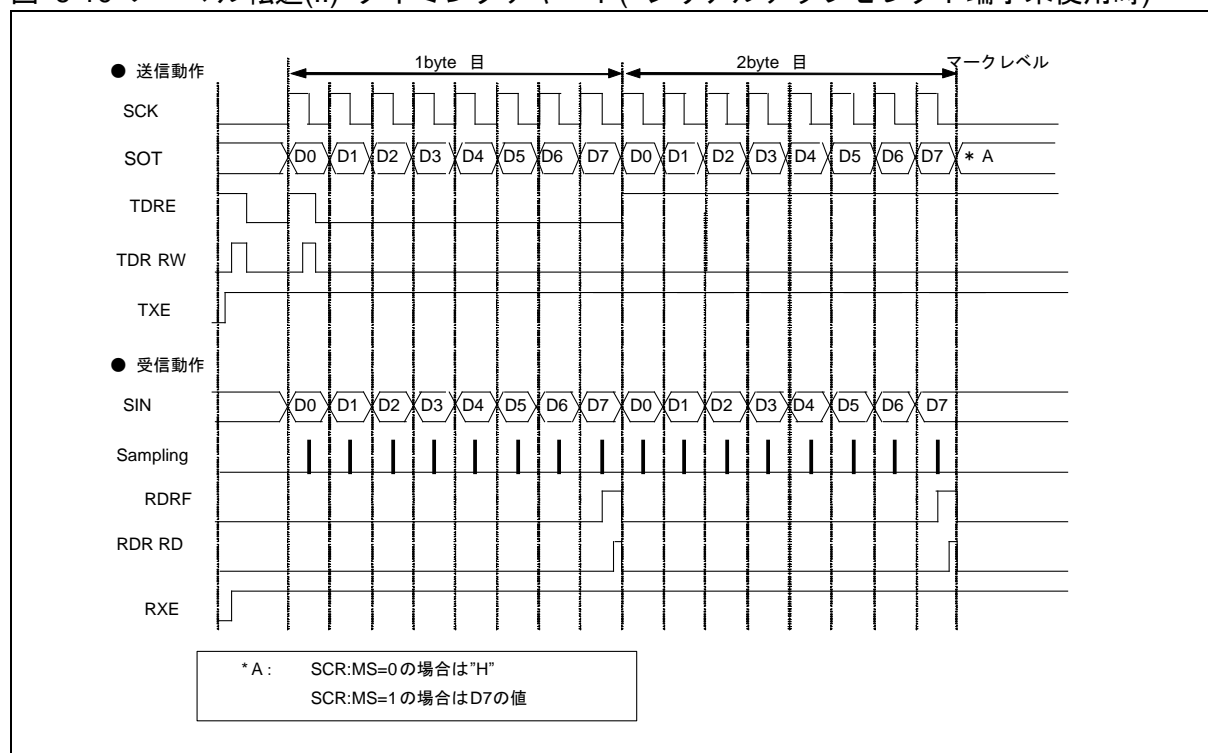 ● 送信動作
1byte 目
2byte 目
マークレベル
SCK
SOT
D0 D1 D2 D3 D4 D5 D6 D7 D0 D1 D2 D3 D4 D5 D6 D7 * A
TDRE
TDR RW
TXE
● 受信動作
SIN
D0 D1 D2 D3 D4 D5 D6 D7 D0 D1 D2 D3 D4 D5 D6 D7
Sampling
RDRF
RDR RD
RXE
* A : SCR:MS=0の場合は"H"
SCR:MS=1の場合はD7の値